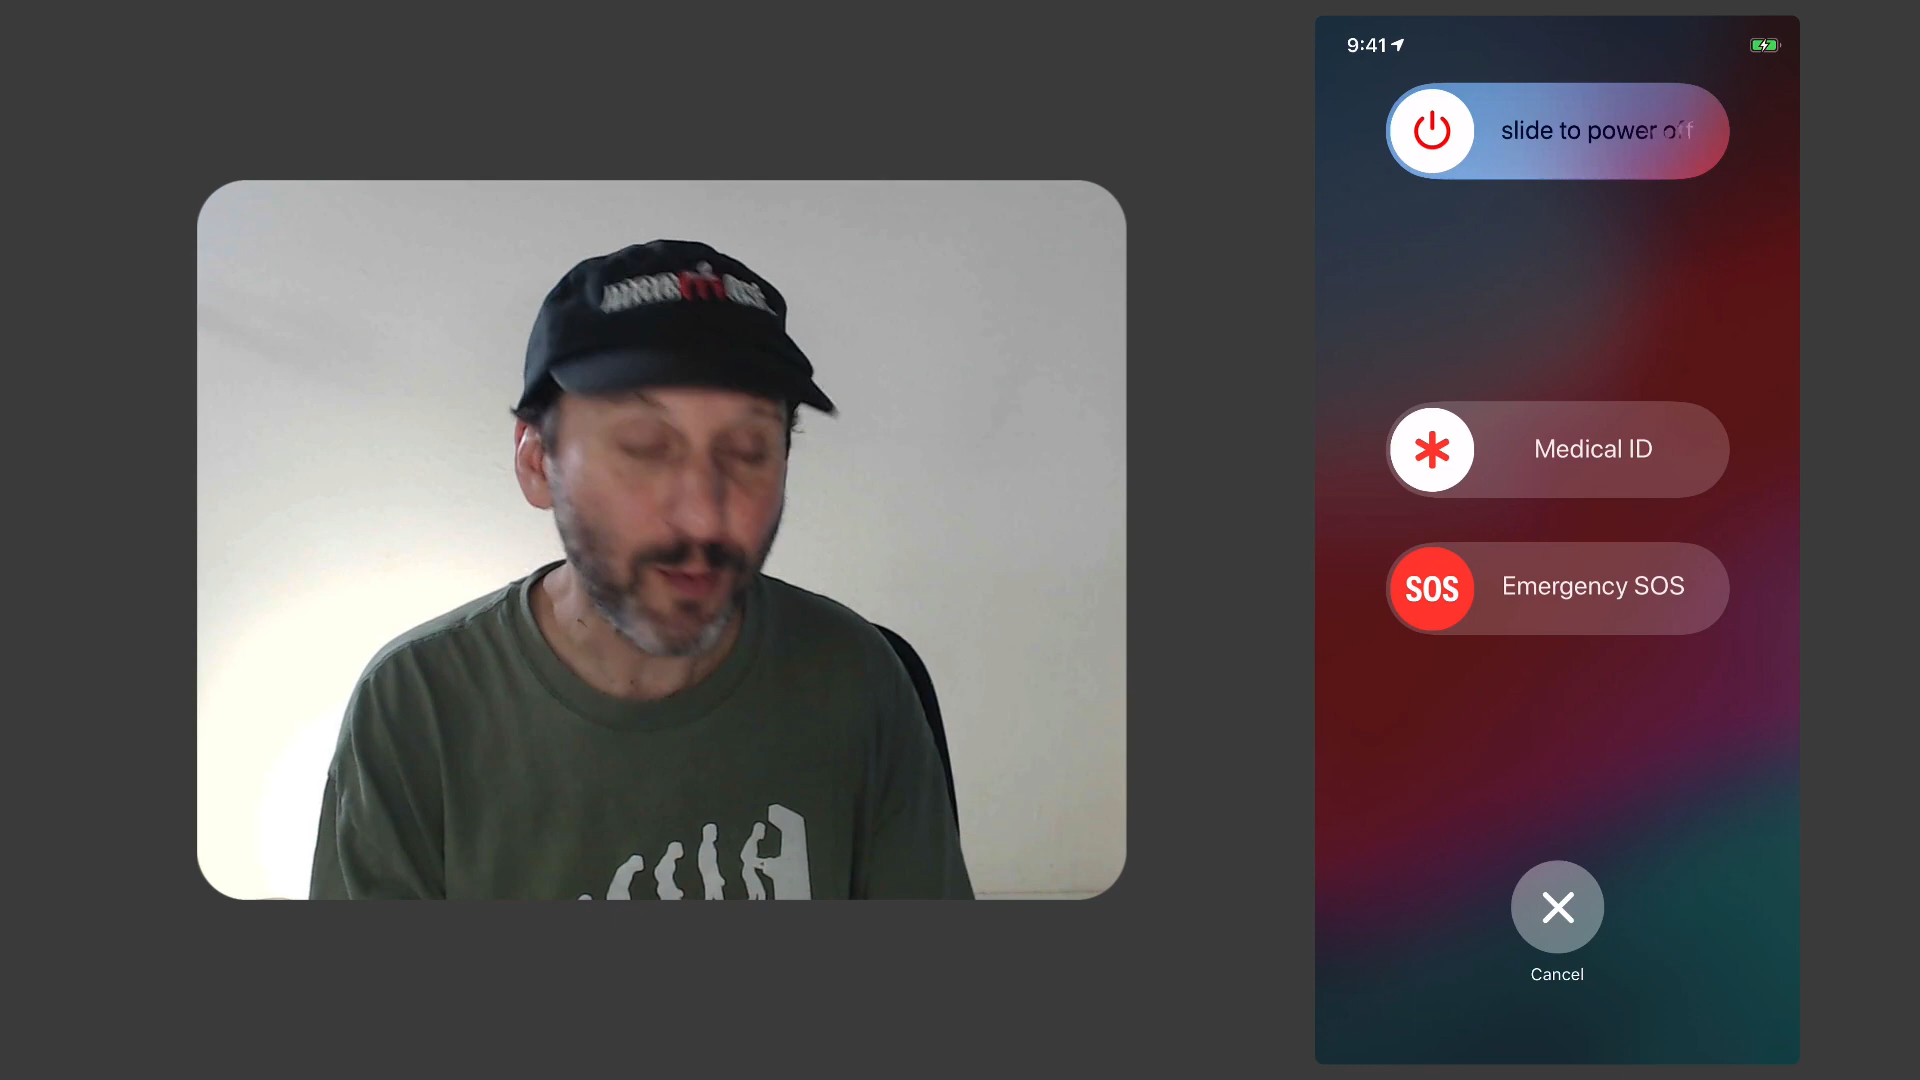 9:41
slide to power off
Medical ID
SOS
Emergency SOS
Cancel